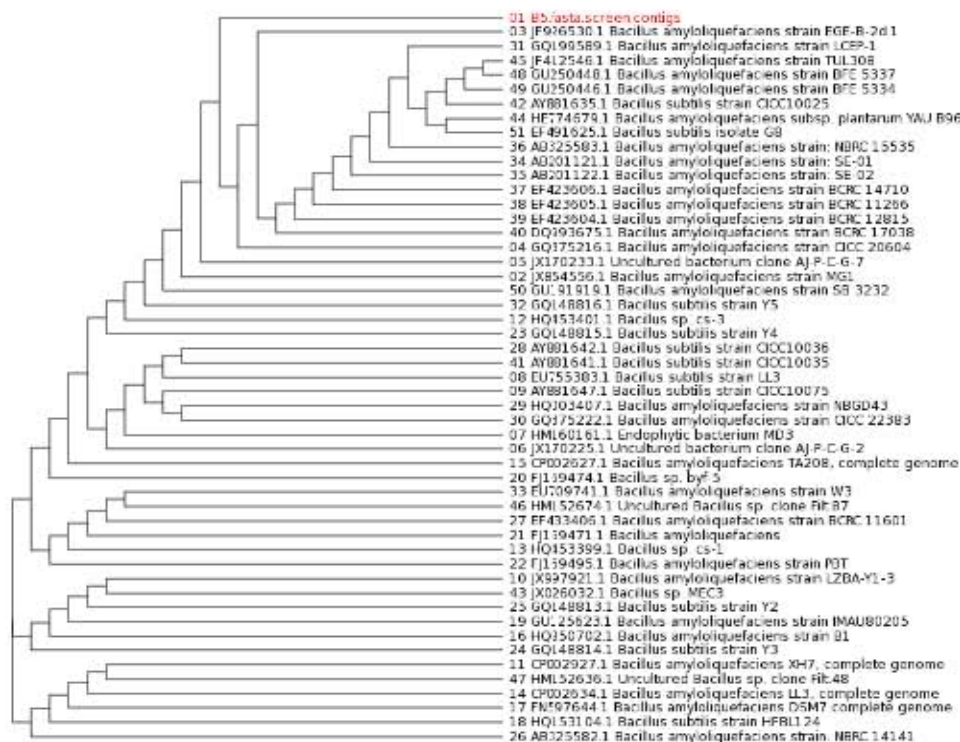 01 B5.fasta.screen.contigs
03 JF926530.1 Bacillus amyloliquefaciens strain EGE-B-2d.1
31 GQ199589.1 Bacillus amyloliquefaciens strain LCEP-1
45 JF412546.1 Bacillus amyloliquefaciens strain TUL308
48 GU250448.1 Bacillus amyloliquefaciens strain BFE 5337
49 GU250446.1 Bacillus amyloliquefaciens strain BFE 5334
42 AY881635.1 Bacillus subtilis strain CICC10025
44 HE774679.1 Bacillus amyloliquefaciens subsp. plantarum YAU B96
51 EF491625.1 Bacillus subtilis isolate G8
36 AB325583.1 Bacillus amyloliquefaciens strain: NBRC 15535
34 AB201121.1 Bacillus amyloliquefaciens strain: SE-01
35 AB201122.1 Bacillus amyloliquefaciens strain: SE-02
37 EF423606.1 Bacillus amyloliquefaciens strain BCRC 14710
38 EF423605.1 Bacillus amyloliquefaciens strain BCRC 11266
39 EF423604.1 Bacillus amyloliquefaciens strain BCRC 12815
40 DQ993675.1 Bacillus amyloliquefaciens strain BCRC 17038
04 GQ375216.1 Bacillus amyloliquefaciens strain CICC 20604
05 JX170233.1 Uncultured bacterium clone AJ-P-C-G-7
02 JX854556.1 Bacillus amyloliquefaciens strain MG1
50 GU191919.1 Bacillus amyloliquefaciens strain SB 3232
32 GQ148816.1 Bacillus subtilis strain Y5
12 HQ453401.1 Bacillus sp. cs-3
23 GQ148815.1 Bacillus subtilis strain Y4
28 AY881642.1 Bacillus subtilis strain CICC10036
41 AY881641.1 Bacillus subtilis strain CICC10035
08 EU755383.1 Bacillus subtilis strain LL3
09 AY881647.1 Bacillus subtilis strain CICC10075
29 HQ003407.1 Bacillus amyloliquefaciens strain NBGD43
30 GQ375222.1 Bacillus amyloliquefaciens strain CICC 22383
07 HM160161.1 Endophytic bacterium MD3
06 JX170225.1 Uncultured bacterium clone AJ-P-C-G-2
15 CP002627.1 Bacillus amyloliquefaciens TA208, complete genome
20 FJ159474.1 Bacillus sp. byf-5
33 EU709741.1 Bacillus amyloliquefaciens strain W3
46 HM152674.1 Uncultured Bacillus sp. clone Filt.87
27 EF433406.1 Bacillus amyloliquefaciens strain BCRC 11601
21 FJ159471.1 Bacillus amyloliquefaciens
13 HQ453399.1 Bacillus sp. cs-1
22 FJ159495.1 Bacillus amyloliquefaciens strain PBT
10 JX997921.1 Bacillus amyloliquefaciens strain LZBA-Y1-3
43 JX026032.1 Bacillus sp. MEC3
25 GQ148813.1 Bacillus subtilis strain Y2
19 GU125623.1 Bacillus amyloliquefaciens strain IMAU80205
16 HQ350702.1 Bacillus amyloliquefaciens strain B1
24 GQ148814.1 Bacillus subtilis strain Y3
11 CP002927.1 Bacillus amyloliquefaciens XH7, complete genome
47 HM152636.1 Uncultured Bacillus sp. clone Filt.48
14 CP002634.1 Bacillus amyloliquefaciens LL3, complete genome
17 FN597644.1 Bacillus amyloliquefaciens DSM7 complete genome
18 HQ153104.1 Bacillus subtilis strain HFBL124
26 AB325582.1 Bacillus amyloliquefaciens strain: NBRC 14141